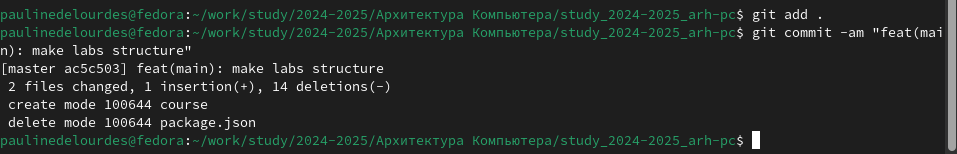 paulinedelourdes@fedora:~/work/study/2024-2025/Архитектура Компьютера/study_2024-2025_arh-pc$ git add .
paulinedelourdes@fedora:~/work/study/2024-2025/Архитектура Компьютера/study_2024-2025_arh-pc$ git commit -am "feat(mai
n): make labs structure"
[master ac5c503] feat(main): make labs structure
 2 files changed, 1 insertion(+), 14 deletions(-)
 create mode 100644 course
 delete mode 100644 package.json
paulinedelourdes@fedora:~/work/study/2024-2025/Архитектура Компьютера/study_2024-2025_arh-pc$